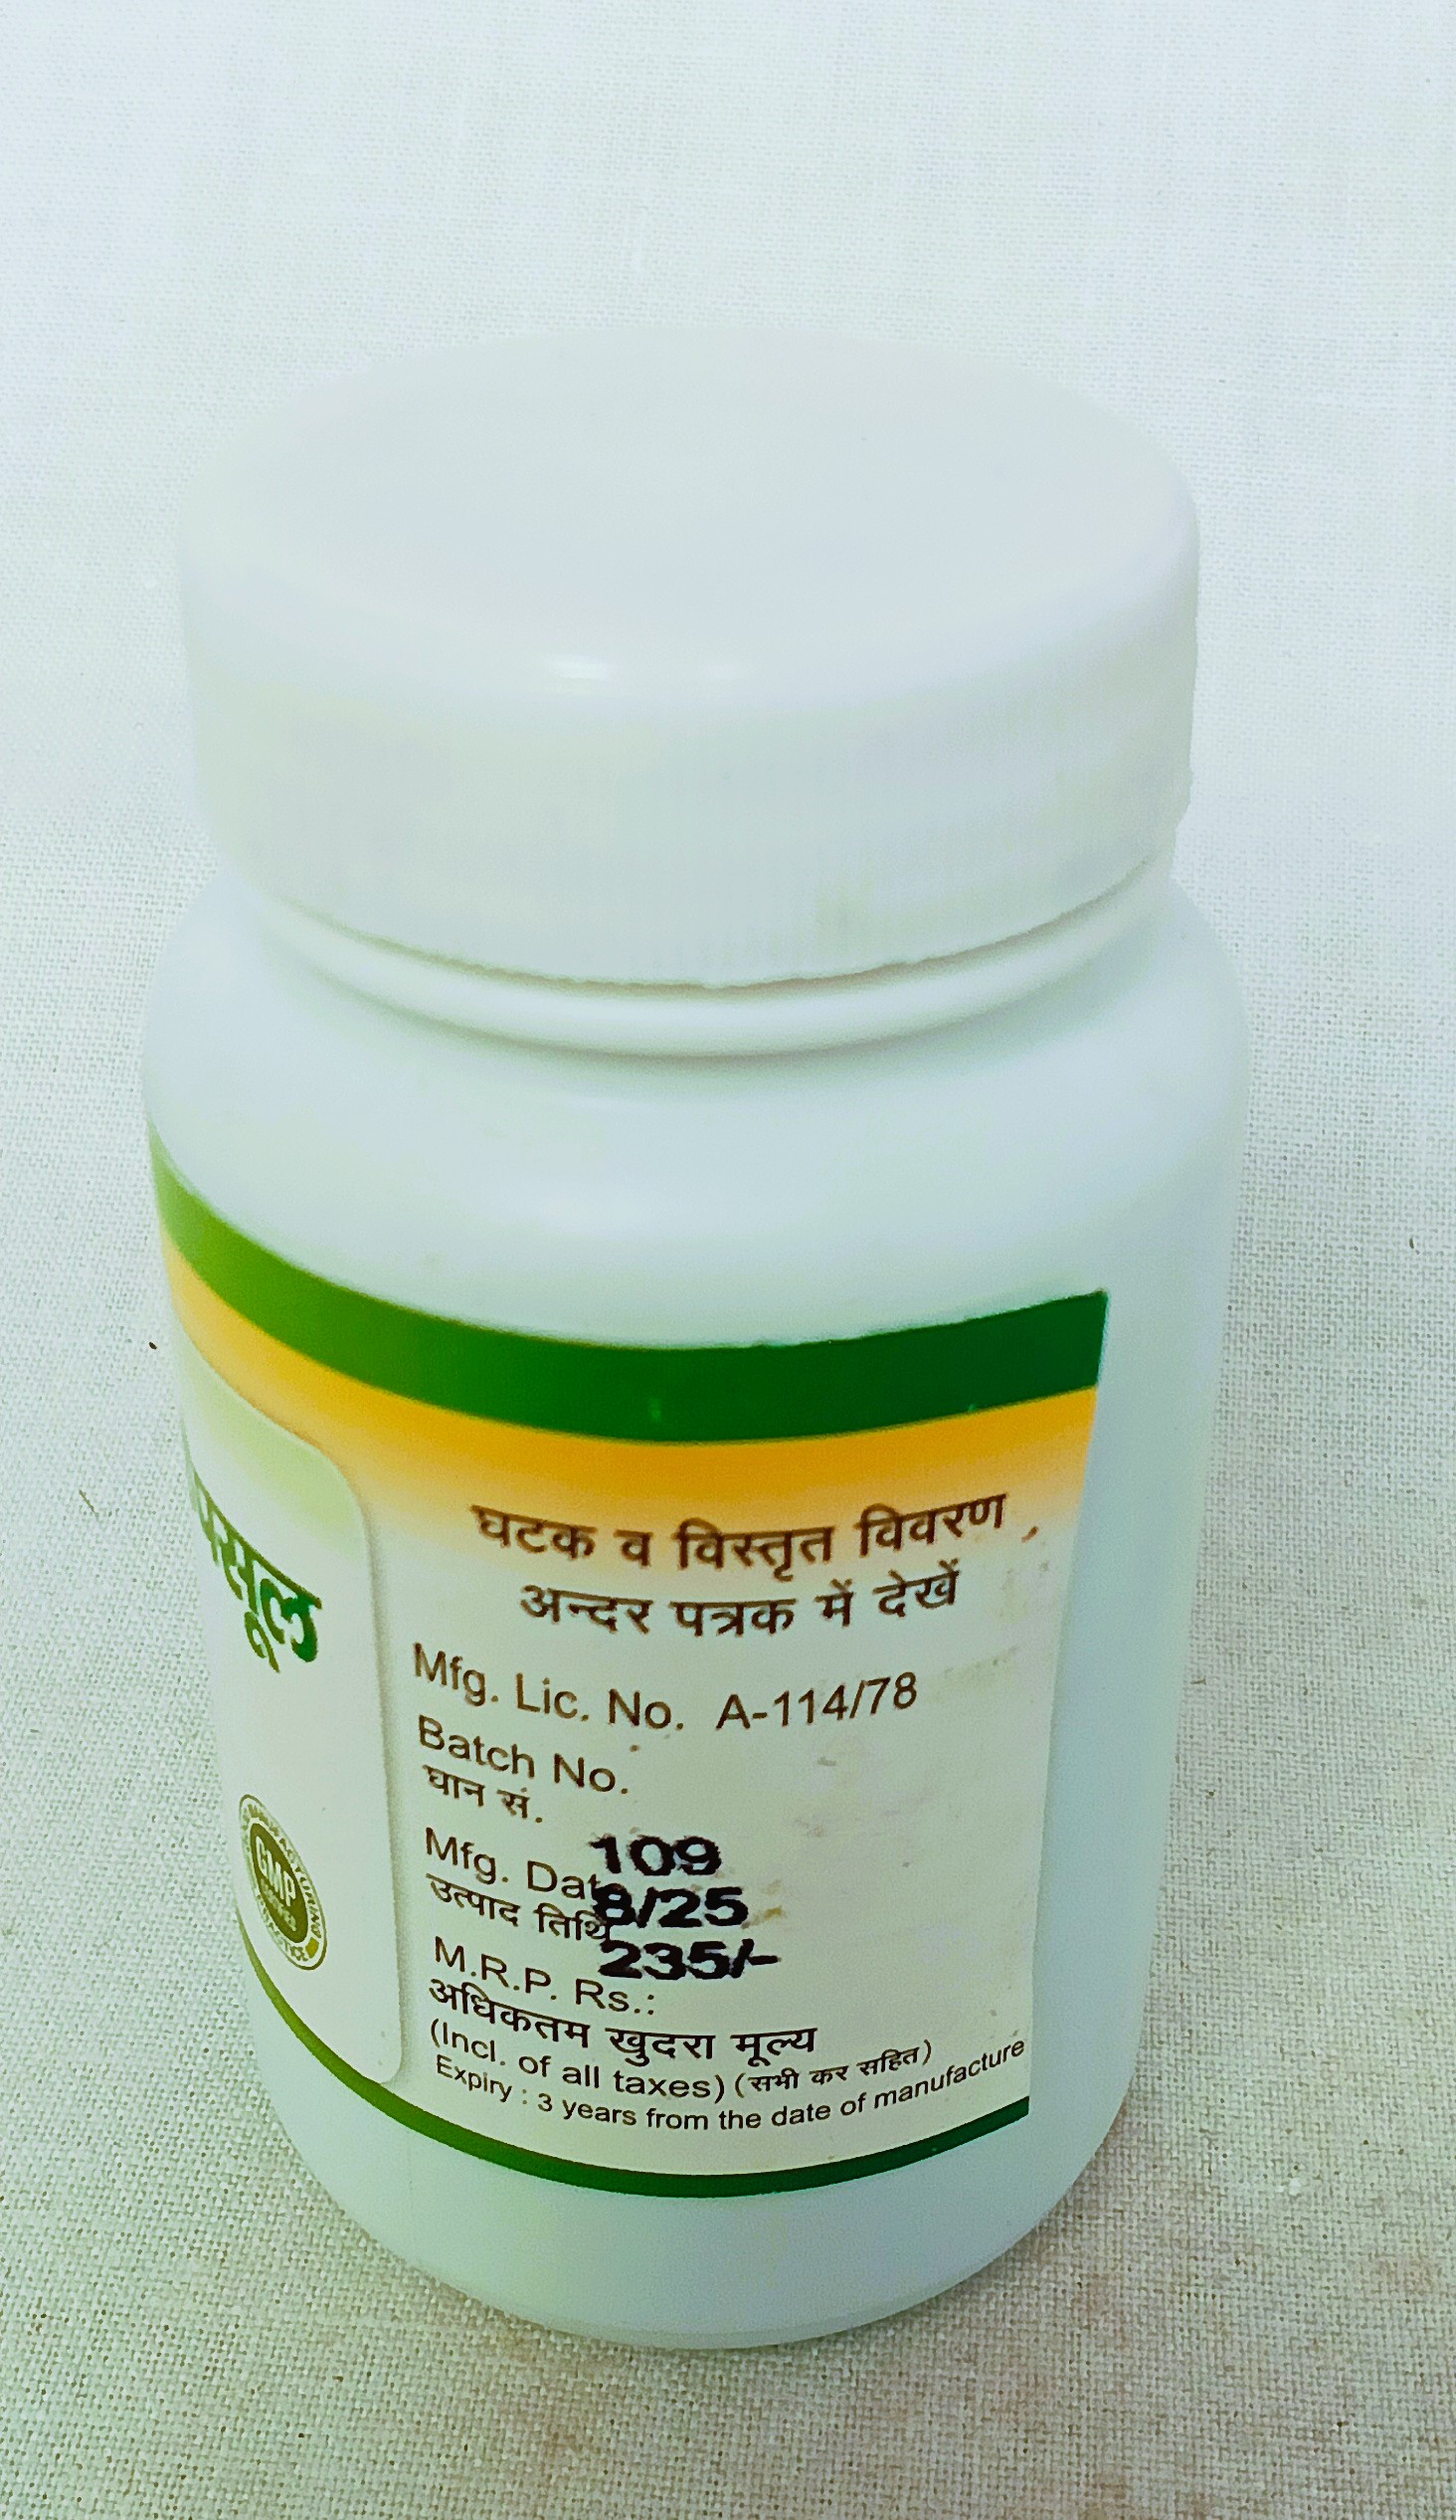 घटक व विस्तृत विवरण
अन्दर पत्रक में देखें
Mfg. Lic. No. A-114/78
Batch No.
घान सं.
109
Mfg. Date
8/25
उत्पाद तिथि
235/-
M.R.P. Rs.:
अधिकतम खुदरा मूल्य
(Incl. of all taxes) (सभी कर सहित)
Expiry : 3 years from the date of manufacture
GMP